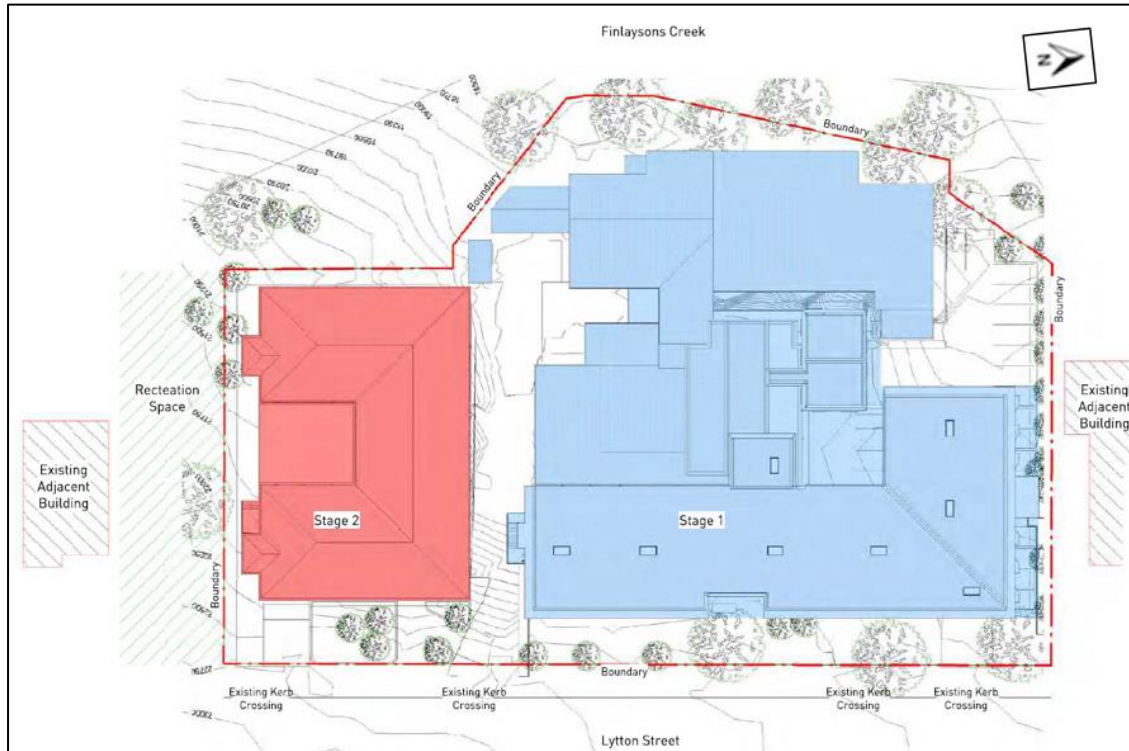 Finlaysons Creek
N
Boundary
Boundary
Boundary
Recreation
Space
Existing
Adjacent
Building
Existing
Adjacent
Building
Stage 2
Stage 1
Boundary
Boundary
Existing Kerb
Crossing
Existing Kerb
Crossing
Existing Kerb
Crossing
Existing Kerb
Crossing
Lytton Street